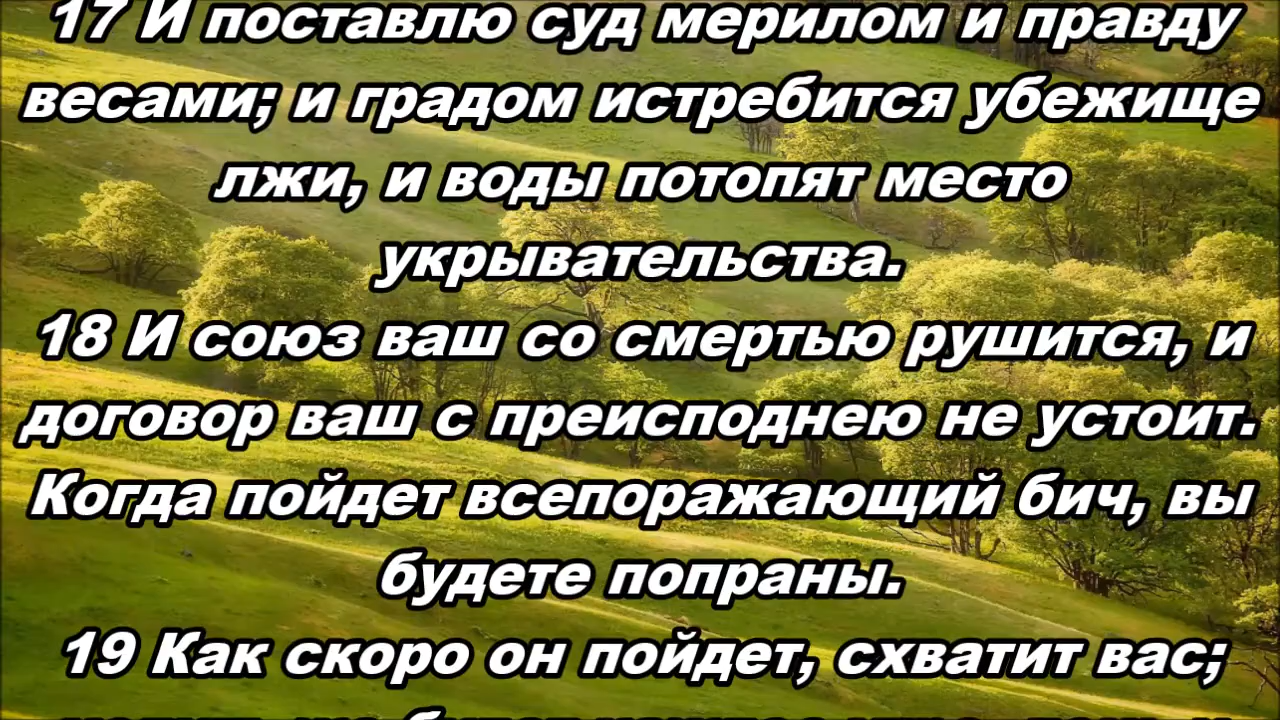 17 И поставлю суд мерилом и правду
весами; и градом истребится убежище
лжи, и воды потопят место
укрывательства.
18 И союз ваш со смертью рушится, и
договор ваш с преисподнею не устоит.
Когда пойдет всепоражающий бич, вы
будете попраны.
19 Как скоро он пойдет, схватит вас;